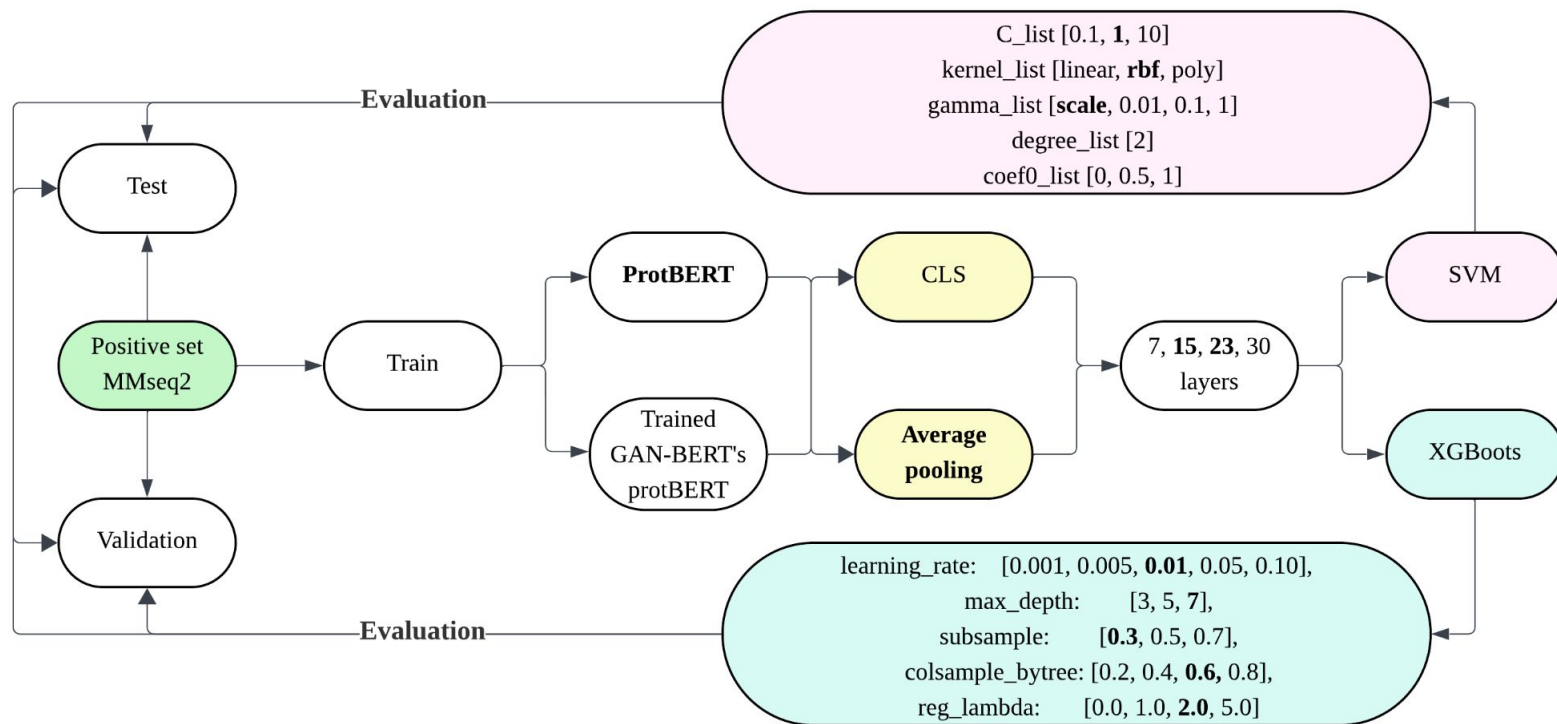 C_list [0.1, 1, 10]
kernel_list [linear, rbf, poly]
gamma_list [scale, 0.01, 0.1, 1]
degree_list [2]
coef0_list [0, 0.5, 1]
Evaluation
Test
ProtBERT
CLS
SVM
Positive set
MMseq2
Train
7, 15, 23, 30
layers
Trained
GAN-BERT's
protBERT
Average
pooling
XGBoots
Validation
learning_rate: [0.001, 0.005, 0.01, 0.05, 0.10],
max_depth: [3, 5, 7],
subsample: [0.3, 0.5, 0.7],
colsample_bytree: [0.2, 0.4, 0.6, 0.8],
reg_lambda: [0.0, 1.0, 2.0, 5.0]
Evaluation